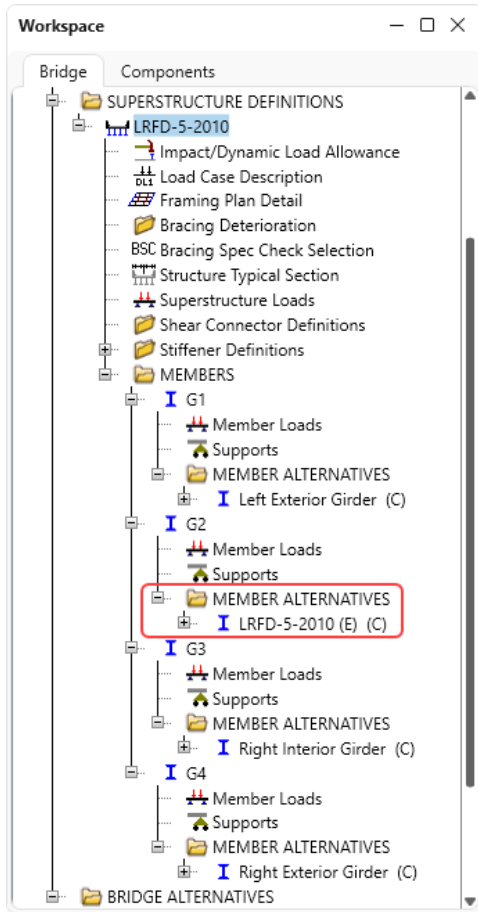 Workspace
Bridge Components
SUPERSTRUCTURE DEFINITIONS
LRFD-5-2010
Impact/Dynamic Load Allowance
DL1 Load Case Description
Framing Plan Detail
Bracing Deterioration
BSC Bracing Spec Check Selection
Structure Typical Section
Superstructure Loads
Shear Connector Definitions
Stiffener Definitions
MEMBERS
G1
Member Loads
Supports
MEMBER ALTERNATIVES
Left Exterior Girder (C)
G2
Member Loads
Supports
MEMBER ALTERNATIVES
LRFD-5-2010 (E) (C)
G3
Member Loads
Supports
MEMBER ALTERNATIVES
Right Interior Girder (C)
G4
Member Loads
Supports
MEMBER ALTERNATIVES
Right Exterior Girder (C)
BRIDGE ALTERNATIVES